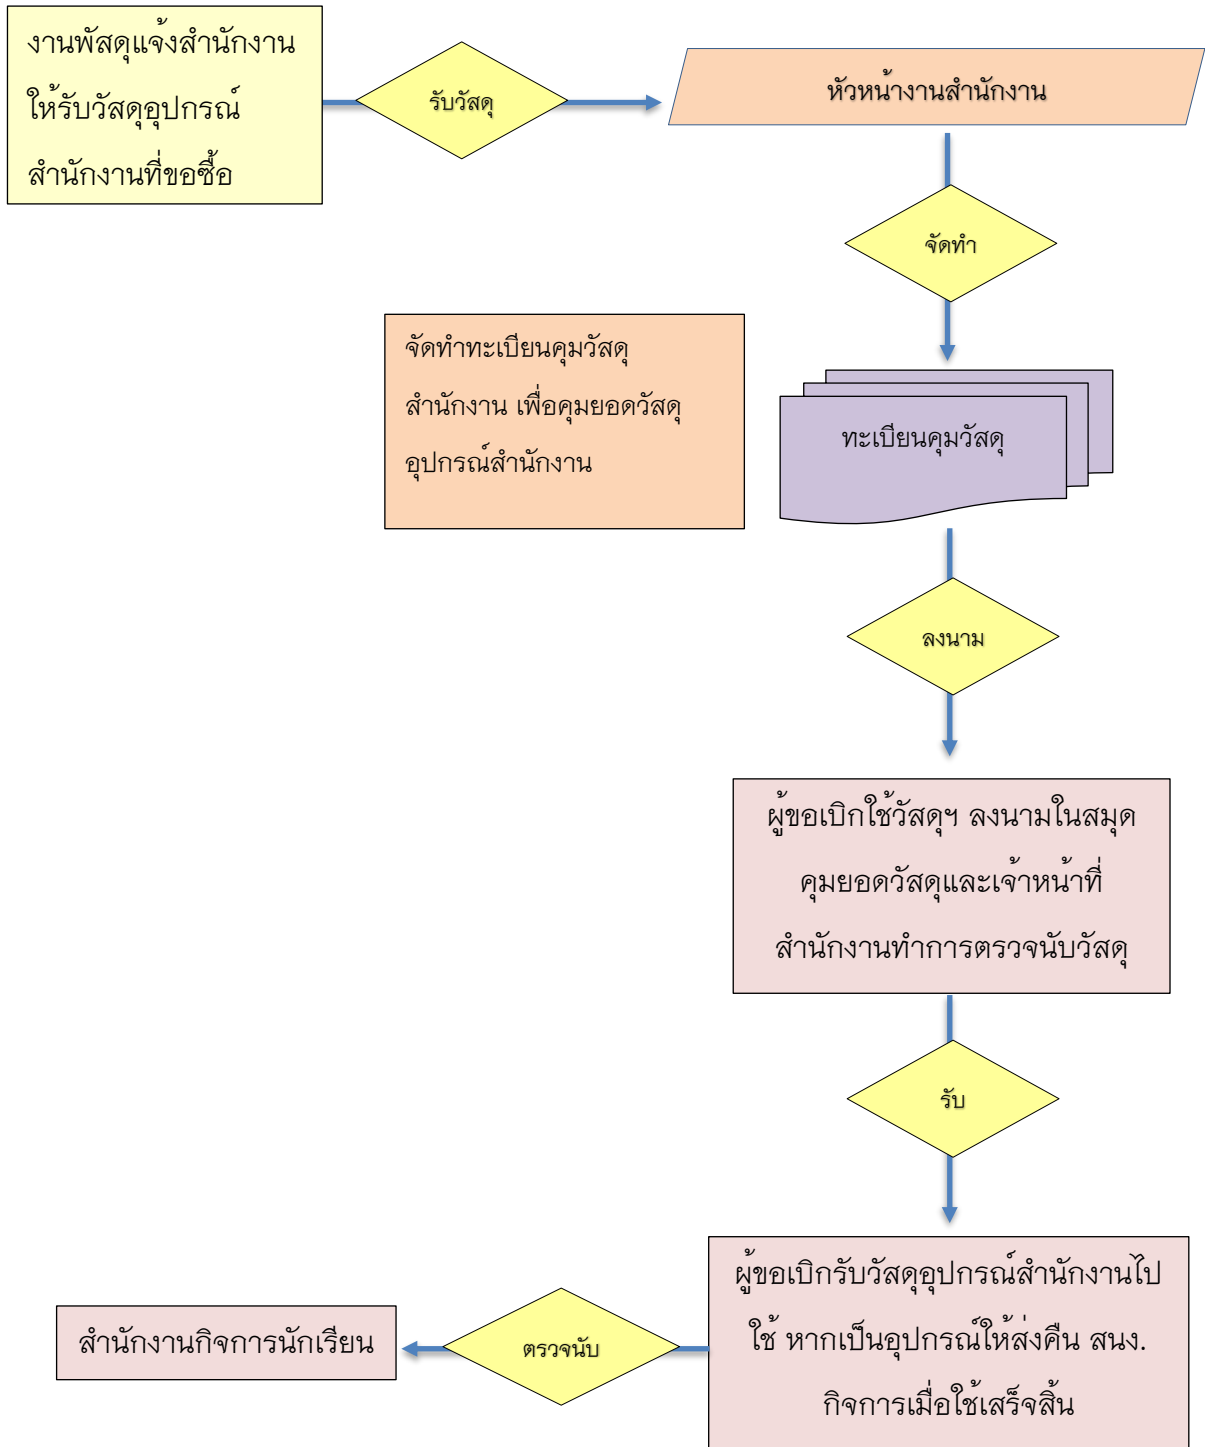 งานพัสดุแจ้งสำนักงาน
ให้รับวัสดุอุปกรณ์
สำนักงานที่ขอซื้อ
รับวัสดุ
หัวหน้างานสำนักงาน
จัดทำ
จัดทำทะเบียนคุมวัสดุ
สำนักงาน เพื่อคุมยอดวัสดุ
อุปกรณ์สำนักงาน
ทะเบียนคุมวัสดุ
ลงนาม
ผู้ขอเบิกใช้วัสดุฯ ลงนามในสมุด
คุมยอดวัสดุและเจ้าหน้าที่
สำนักงานทำการตรวจนับวัสดุ
รับ
ผู้ขอเบิกรับวัสดุอุปกรณ์สำนักงานไป
ใช้ หากเป็นอุปกรณ์ให้ส่งคืน สนง.
กิจการเมื่อใช้เสร็จสิ้น
ตรวจนับ
สำนักงานกิจการนักเรียน